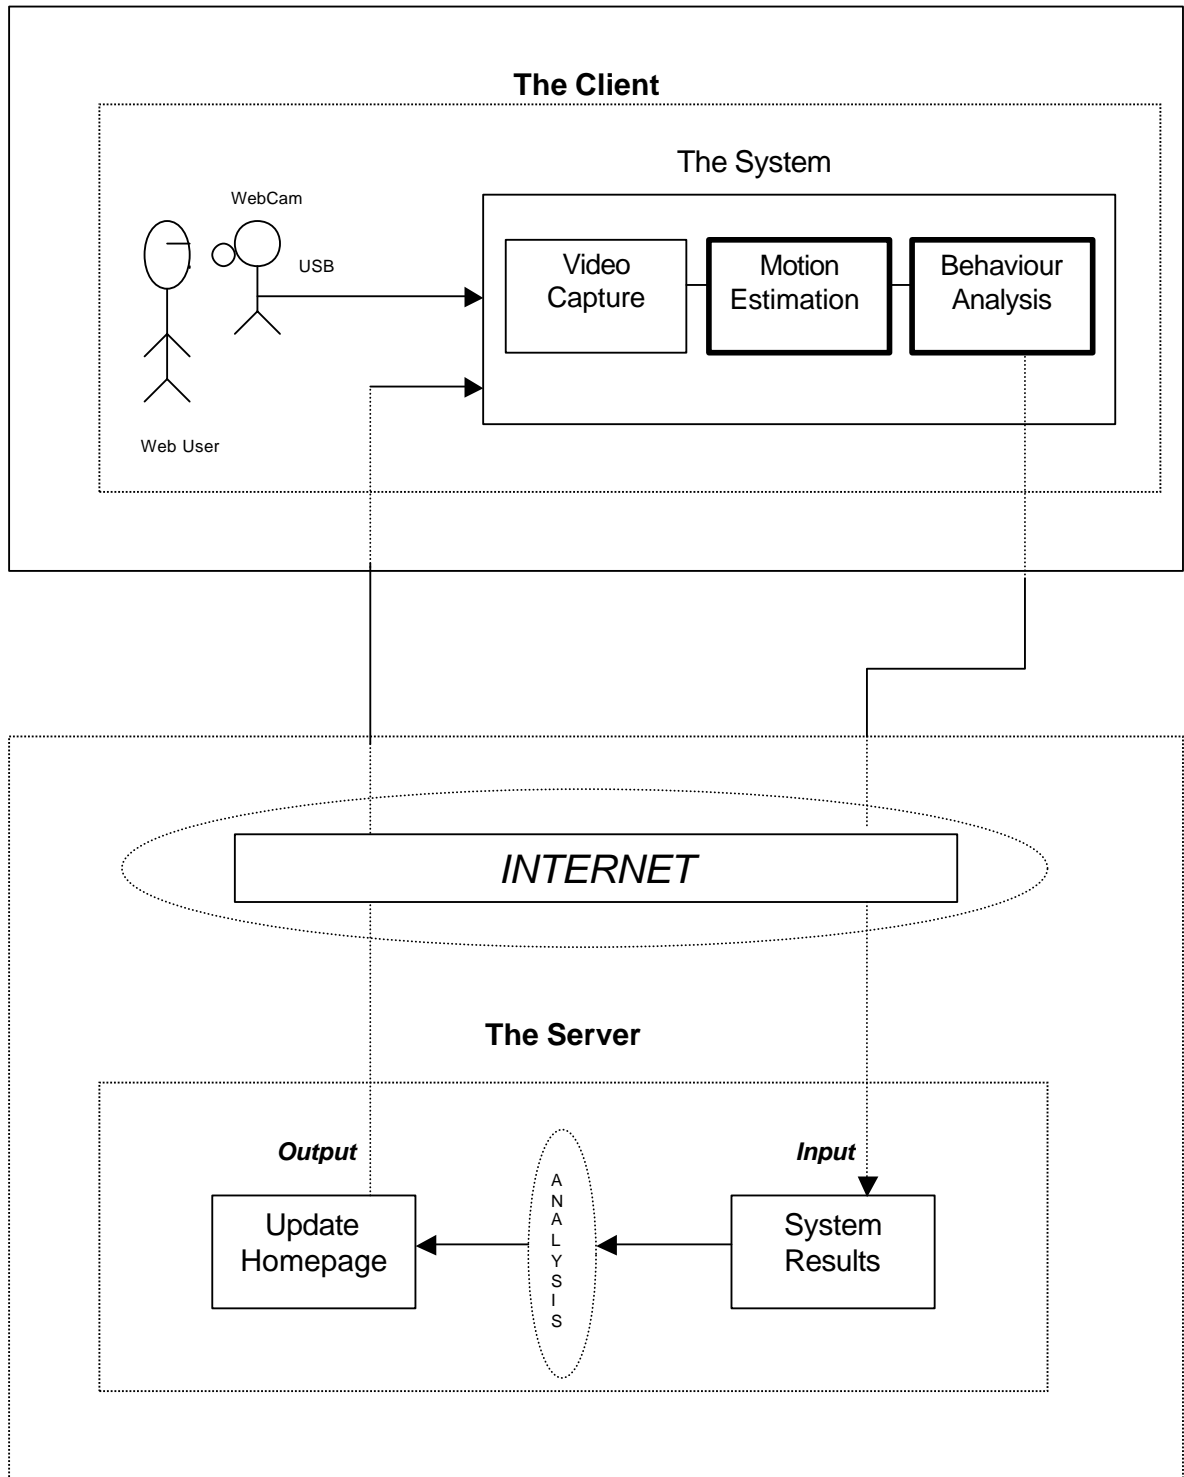 The Client
The System
WebCam
USB
Video
Capture
Motion
Estimation
Behaviour
Analysis
Web User
INTERNET
The Server
Output
Input
Update
Homepage
ANALYSIS
System
Results